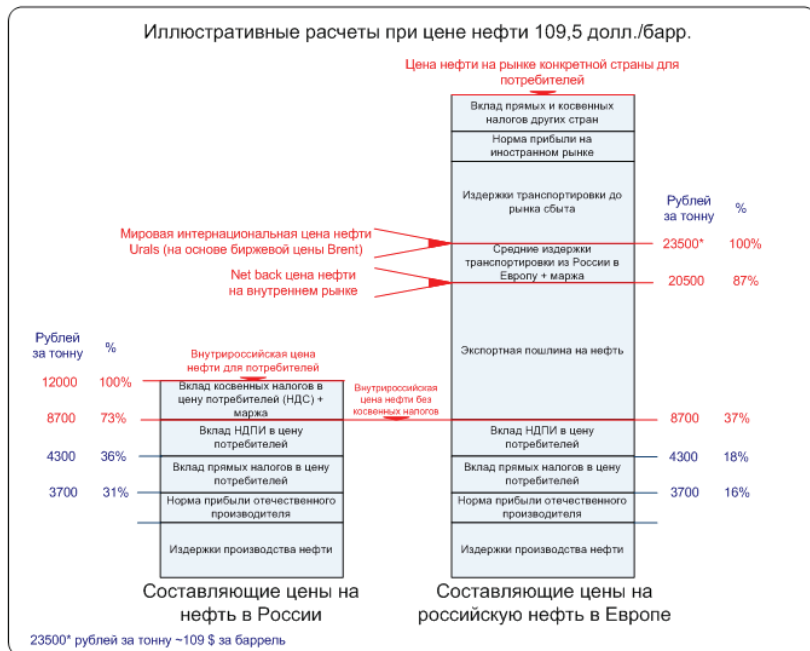 Иллюстративные расчеты при цене нефти 109,5 долл./барр.
Цена нефти на рынке конкретной страны для
потребителей
Вклад прямых и косвенных
налогов других стран
Норма прибыли на
иностранном рынке
Издержки транспортировки до
рынка сбыта
Рублей
за тонну
%
Мировая интернациональная цена нефти
Urals (на основе биржевой цены Brent)
23500*
100%
Средние издержки
транспортировки из России в
Европу + маржа
Net back цена нефти
на внутреннем рынке
20500
87%
Экспортная пошлина на нефть
Рублей
за тонну
%
Внутрироссийская цена
нефти для потребителей
12000
100%
Вклад косвенных налогов в
цену потребителей (НДС) +
маржа
Внутрироссийская
цена нефти без
косвенных налогов
8700
73%
8700
37%
Вклад НДПИ в цену
потребителей
Вклад НДПИ в цену
потребителей
4300
36%
4300
18%
Вклад прямых налогов в цену
потребителей
Вклад прямых налогов в цену
потребителей
3700
31%
3700
16%
Норма прибыли отечественного
производителя
Норма прибыли отечественного
производителя
Издержки производства нефти
Издержки производства нефти
Составляющие цены на
нефть в России
Составляющие цены на
российскую нефть в Европе
23500* рублей за тонну ~109 $ за баррель